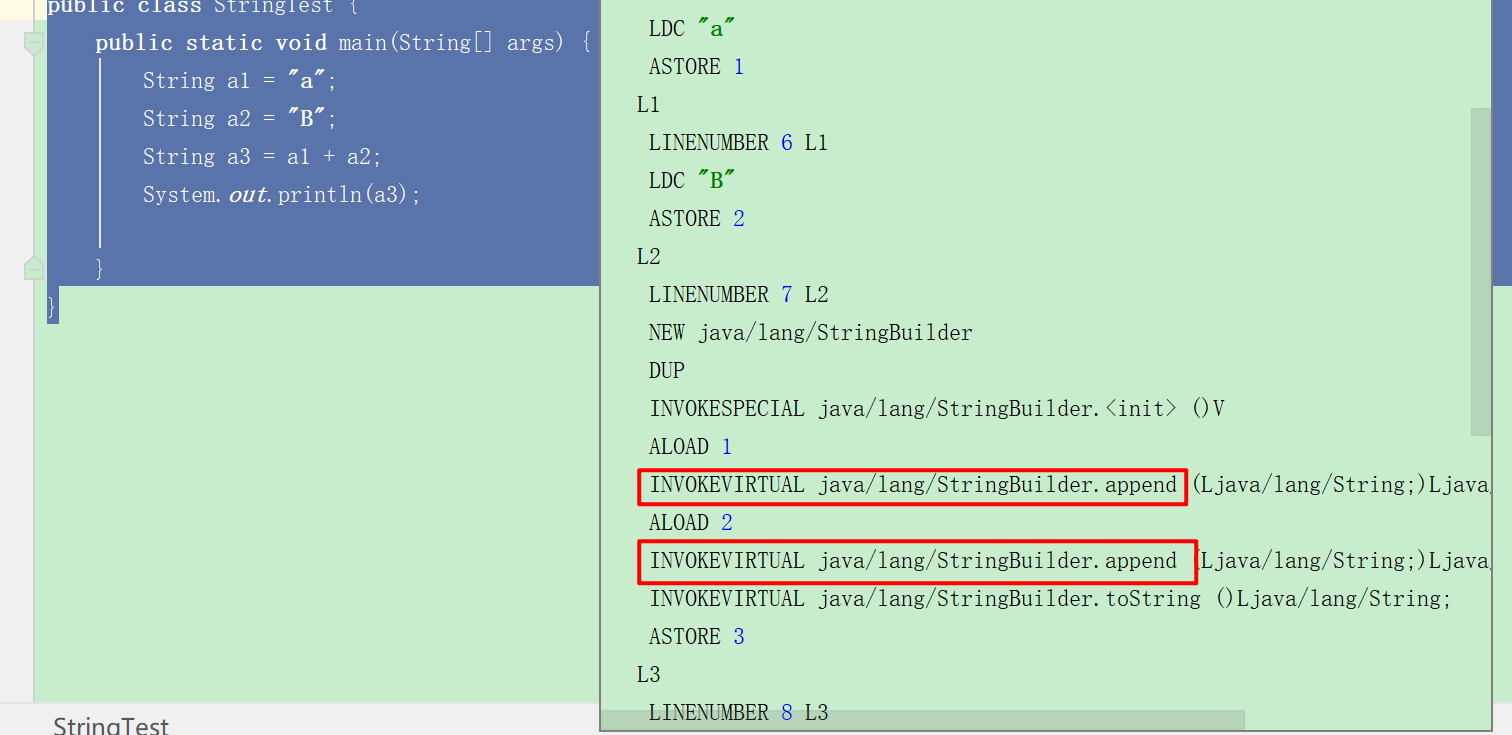 public class StringTest {
public static void main(String[] args) {
String a1 = "a";
String a2 = "B";
String a3 = a1 + a2;
System.out.println(a3);
}
}
LDC "a"
ASTORE 1
L1
LINENUMBER 6 L1
LDC "B"
ASTORE 2
L2
LINENUMBER 7 L2
NEW java/lang/StringBuilder
DUP
INVOKESPECIAL java/lang/StringBuilder.<init> ()V
ALOAD 1
INVOKEVIRTUAL java/lang/StringBuilder.append (Ljava/lang/String;)Ljava/
ALOAD 2
INVOKEVIRTUAL java/lang/StringBuilder.append (Ljava/lang/String;)Ljava/
INVOKEVIRTUAL java/lang/StringBuilder.toString ()Ljava/lang/String;
ASTORE 3
L3
LINENUMBER 8 L3
StringTest